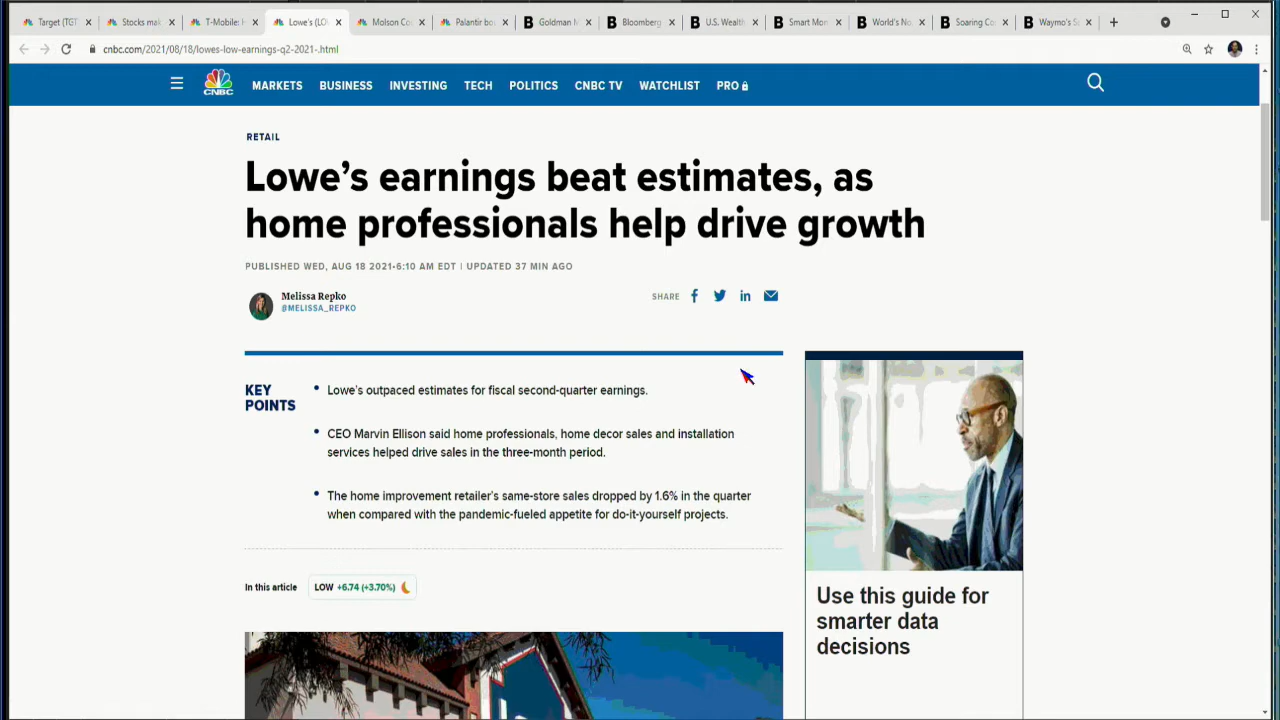 Target (TGT
Stocks mak
T-Mobile: H
Lowe's (LO
Molson Co
Palantir bo
Goldman M
Bloomberg
U.S. Wealth
Smart Mon
World's No.
Soaring Co
Waymo's S
cnbc.com/2021/08/18/lowes-low-earnings-q2-2021-.html
CNBC
MARKETS BUSINESS INVESTING TECH POLITICS CNBC TV WATCHLIST PRO
RETAIL
Lowe's earnings beat estimates, as
home professionals help drive growth
PUBLISHED WED, AUG 18 2021•6:10 AM EDT | UPDATED 37 MIN AGO
Melissa Repko
@MELISSA_REPKO
SHARE
KEY
POINTS
• Lowe's outpaced estimates for fiscal second-quarter earnings.
• CEO Marvin Ellison said home professionals, home decor sales and installation
services helped drive sales in the three-month period.
• The home improvement retailer's same-store sales dropped by 1.6% in the quarter
when compared with the pandemic-fueled appetite for do-it-yourself projects.
In this article LOW +6.74 (+3.70%)
Use this guide for
smarter data
decisions